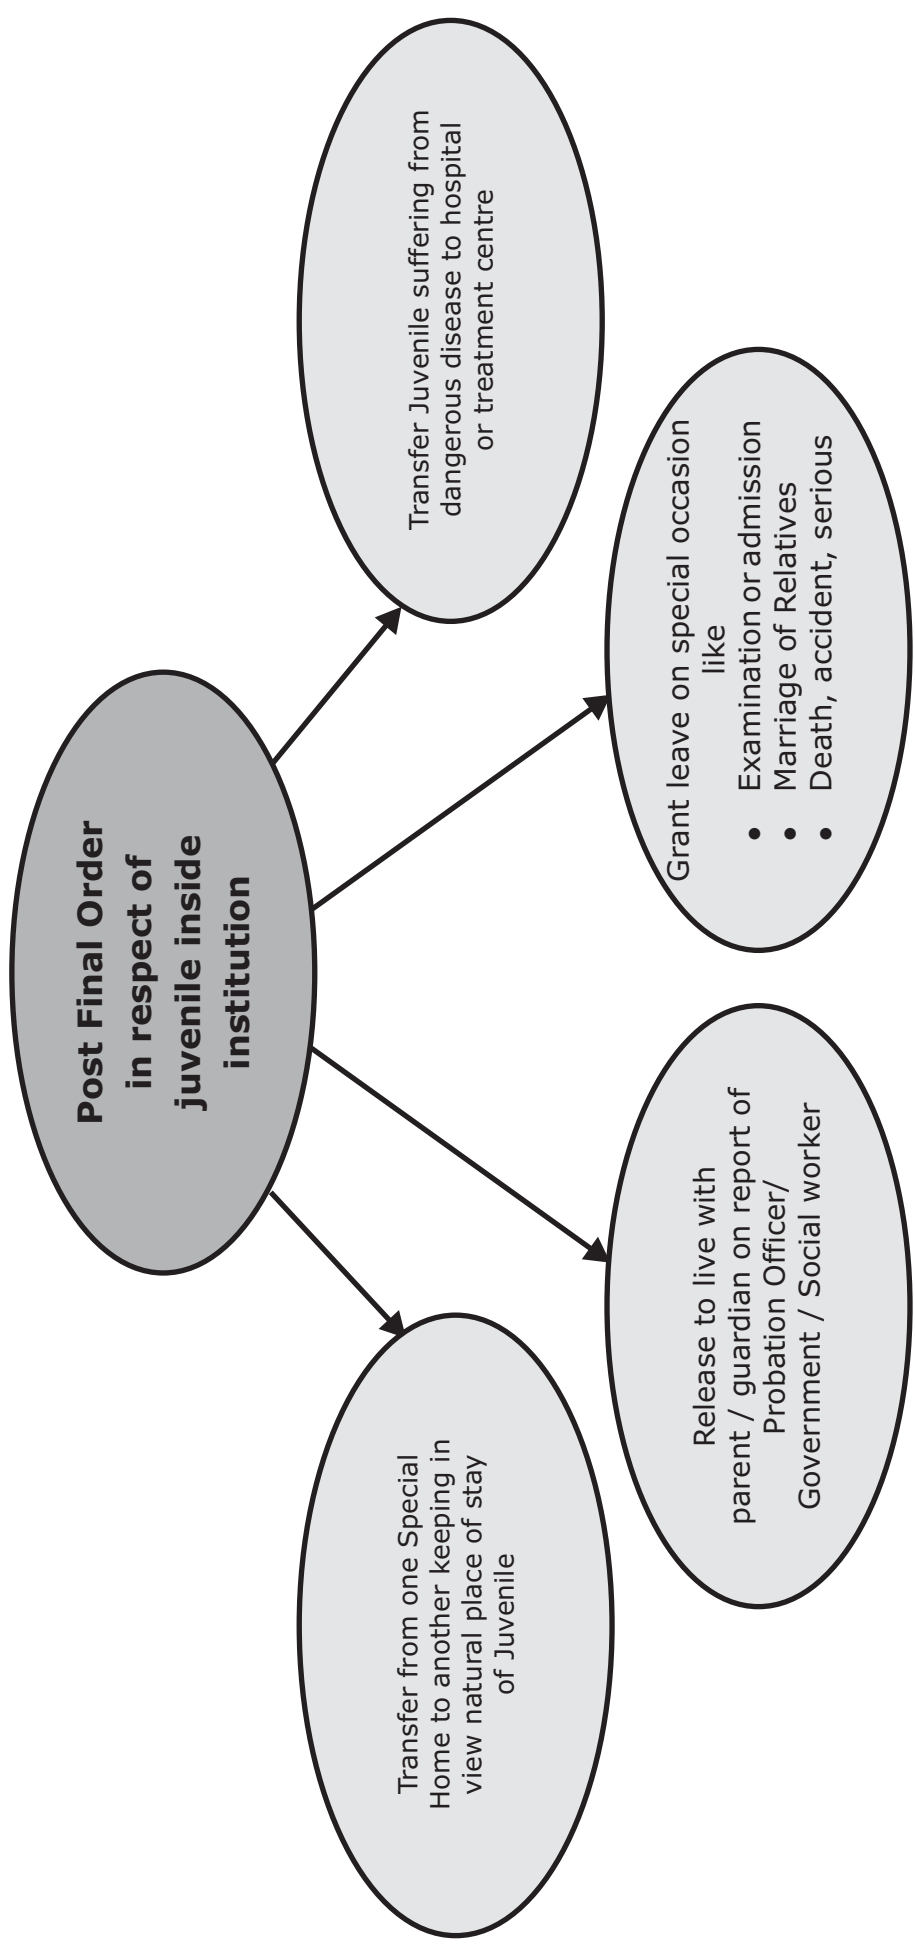 Post Final Order
in respect of
juvenile inside
institution
Transfer from one Special
Home to another keeping in
view natural place of stay
of Juvenile
Release to live with
parent / guardian on report of
Probation Officer/
Government / Social worker
Grant leave on special occasion
like
• Examination or admission
• Marriage of Relatives
• Death, accident, serious
Transfer Juvenile suffering from
dangerous disease to hospital
or treatment centre